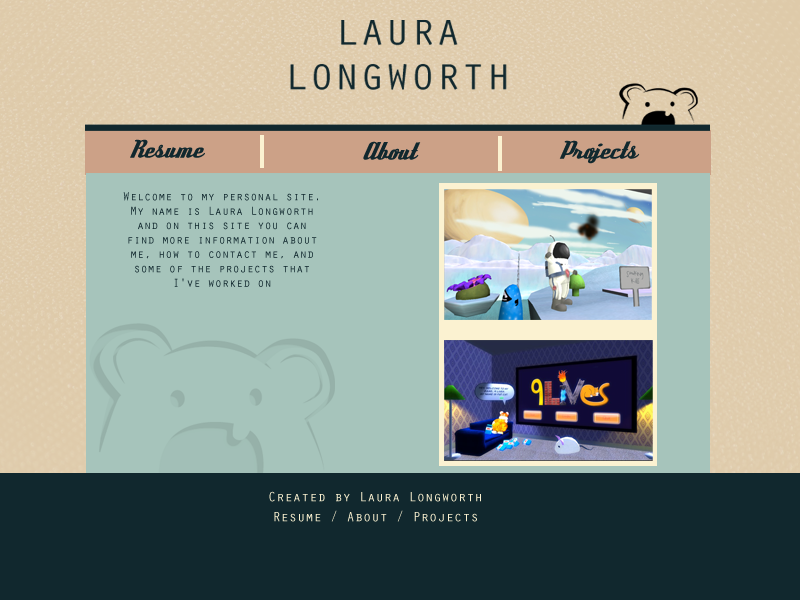 LAURA
LONGWORTH
Resume
About
Projects
Welcome to my personal site.
My name is Laura Longworth
and on this site you can
find more information about
me, how to contact me, and
some of the projects that
I've worked on
9Lives
Created by Laura Longworth
Resume / About / Projects